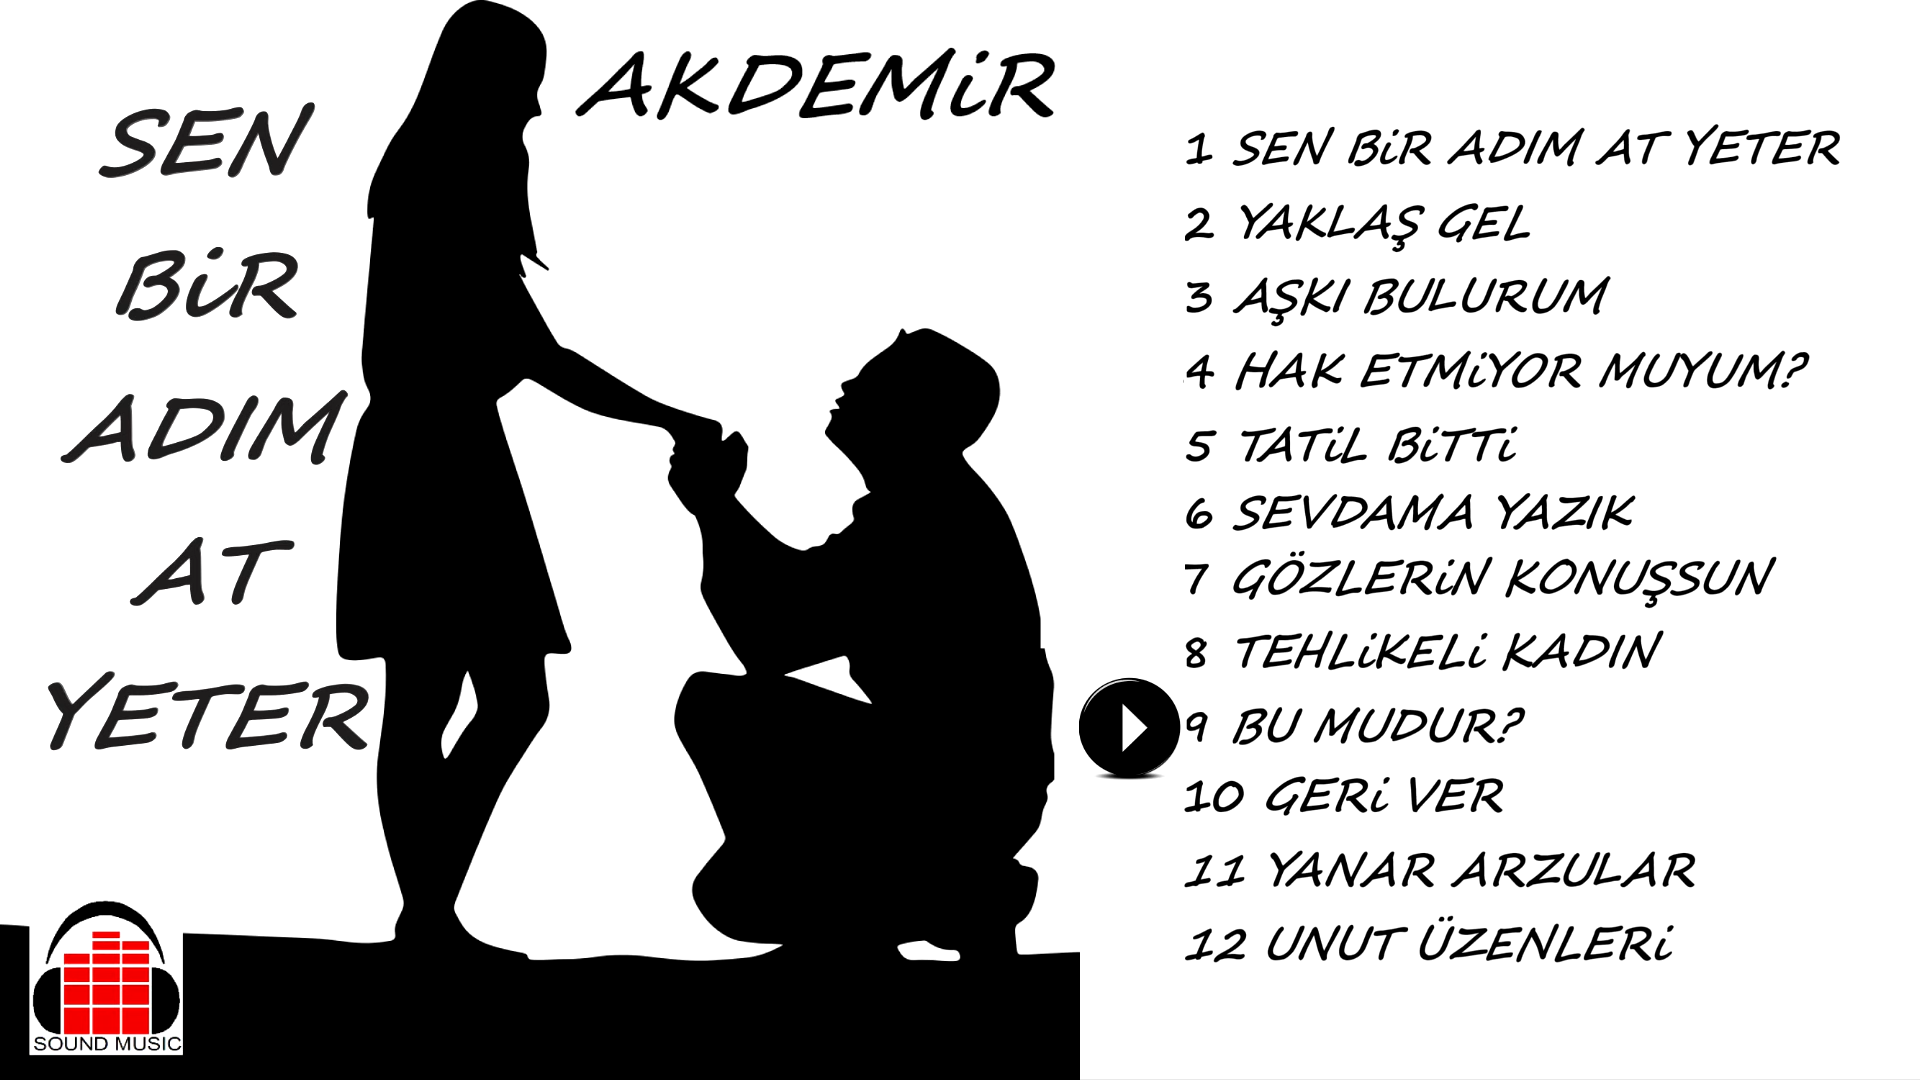 SEN
BiR
ADIM
AT
YETER
AKDEMiR
1 SEN BiR ADIM AT YETER
2 YAKLAŞ GEL
3 AŞKI BULURUM
4 HAK ETMiYOR MUYUM?
5 TATiL BiTTi
6 SEVDAMA YAZIK
7 GÖZLERiN KONUŞSUN
8 TEHLiKELi KADIN
9 BU MUDUR?
10 GERi VER
11 YANAR ARZULAR
12 UNUT ÜZENLERi
SOUND MUSIC